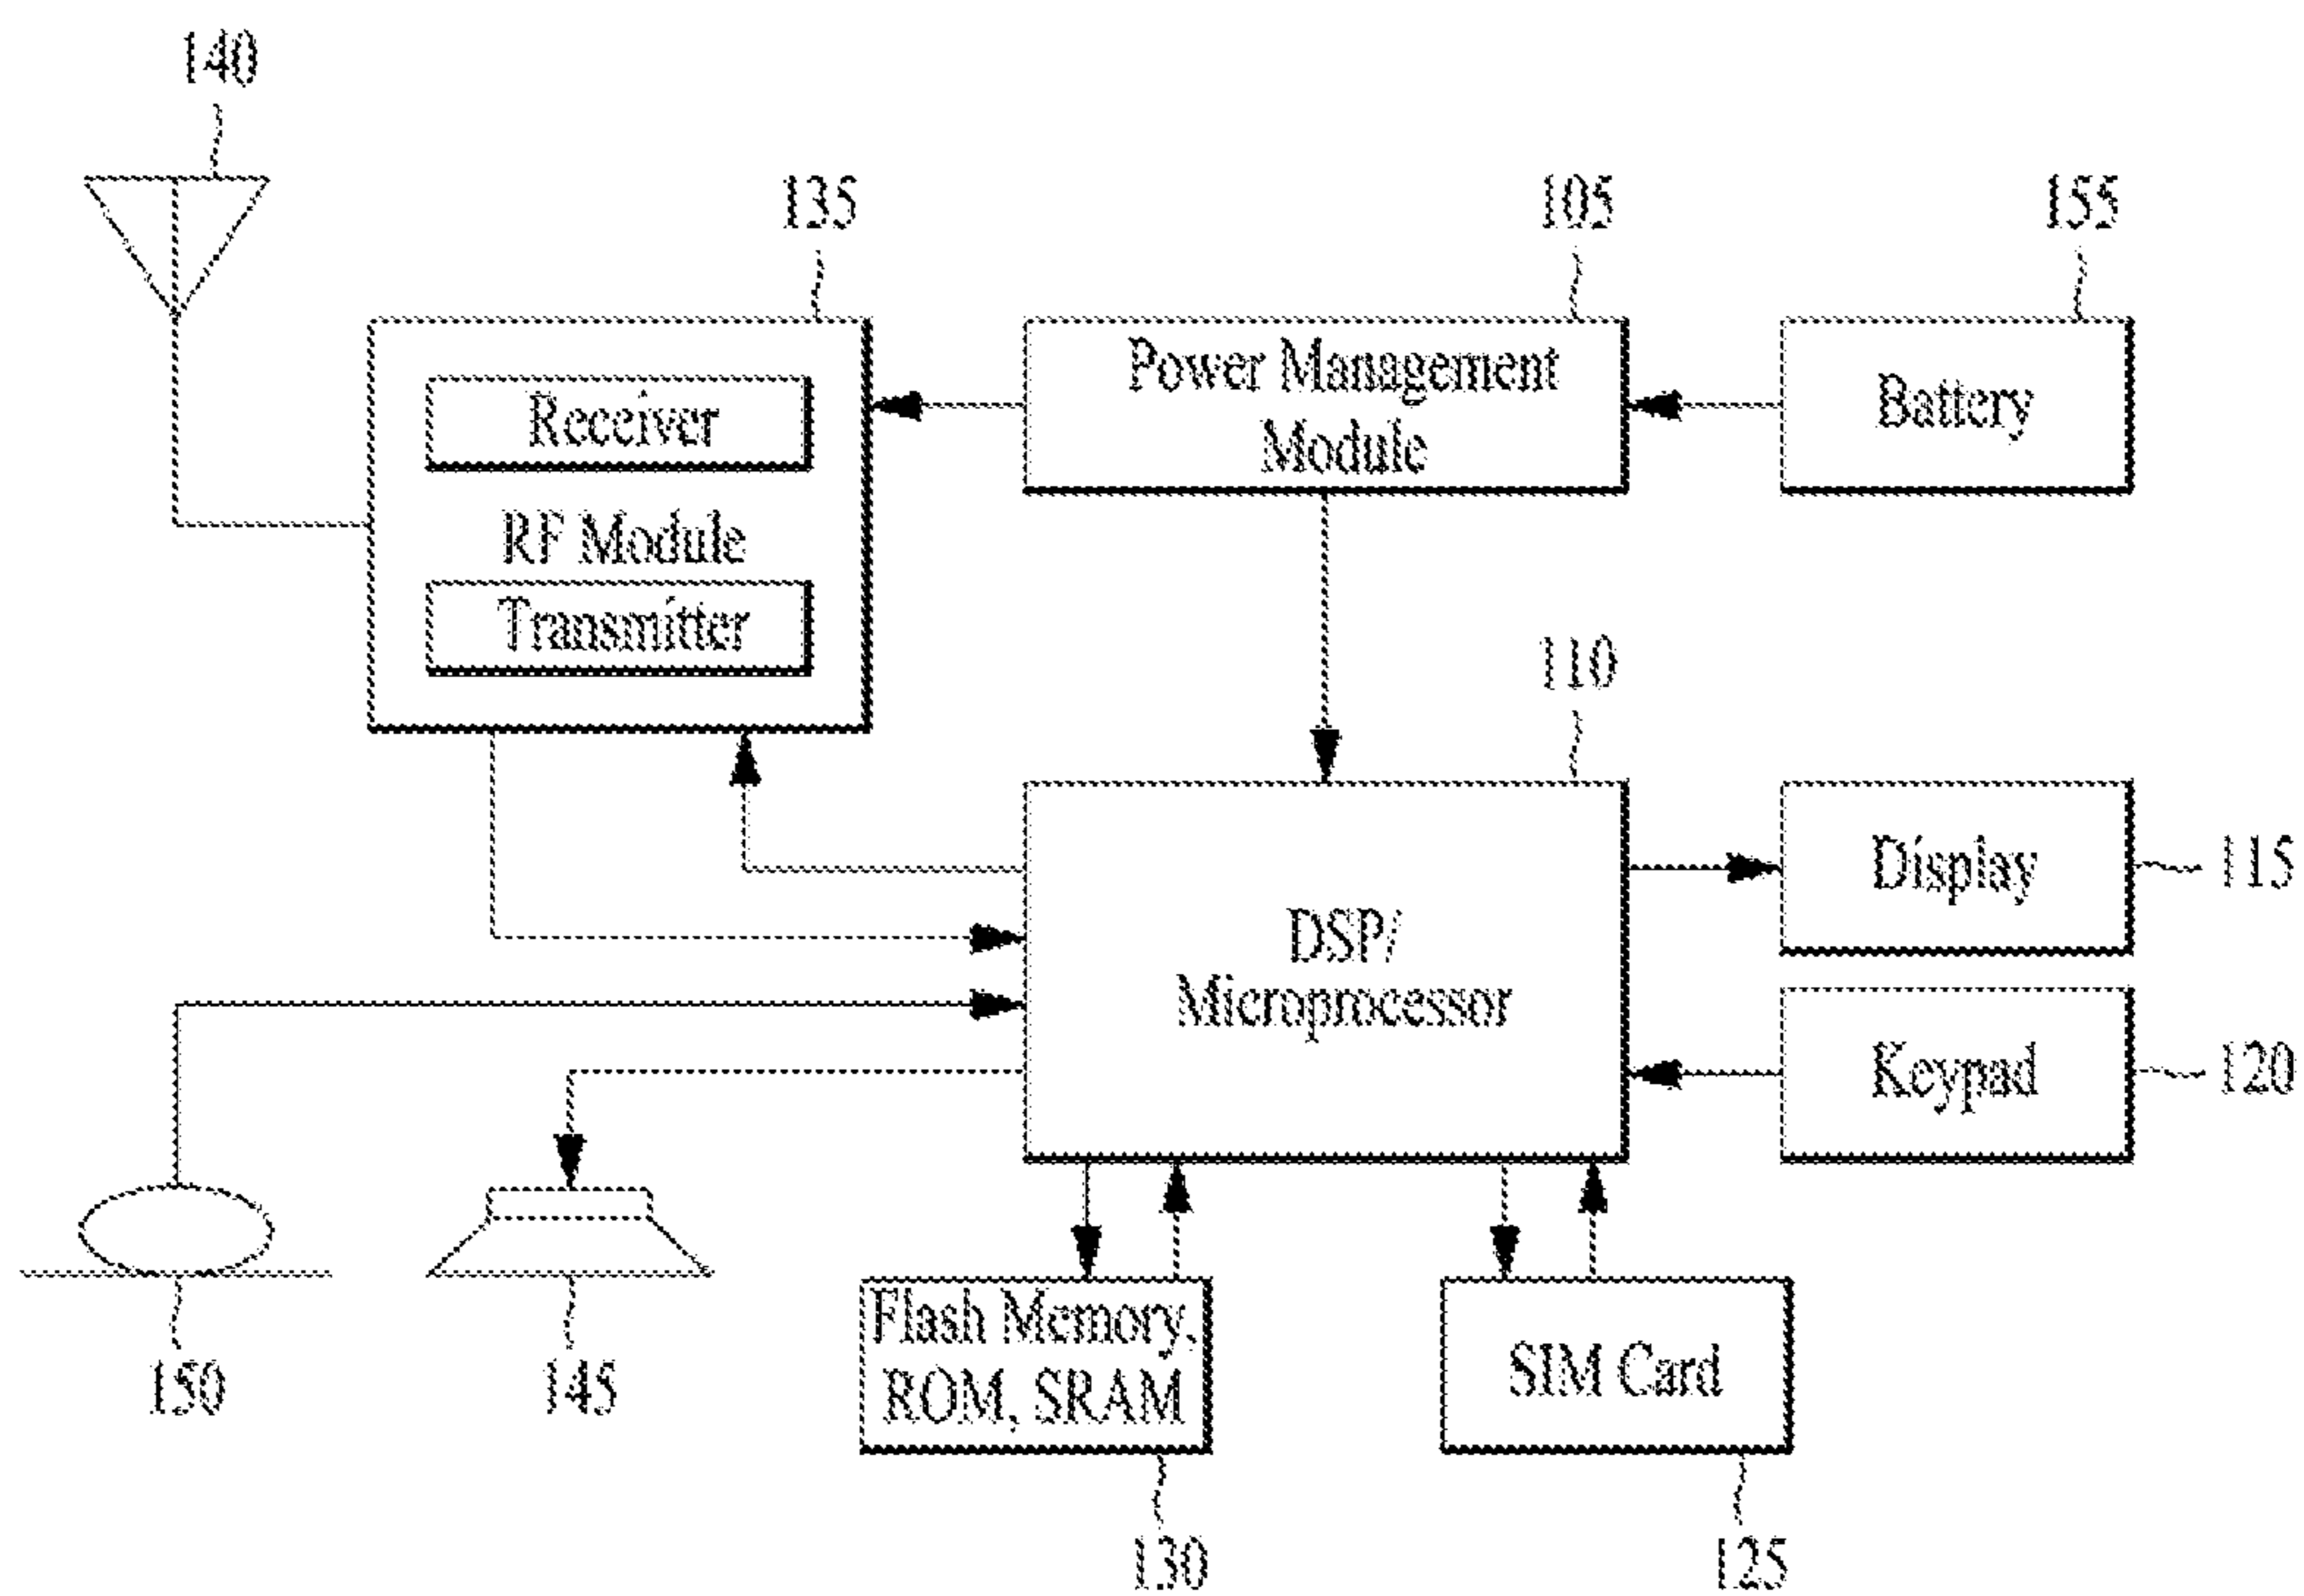 140
135
105
155
Receiver
RF Module
Transmitter
Power Management
Module
Battery
110
DSP/
Microprocessor
Display
115
Keypad
120
150
145
Flash Memory,
ROM, SRAM
SIM Card
130
125